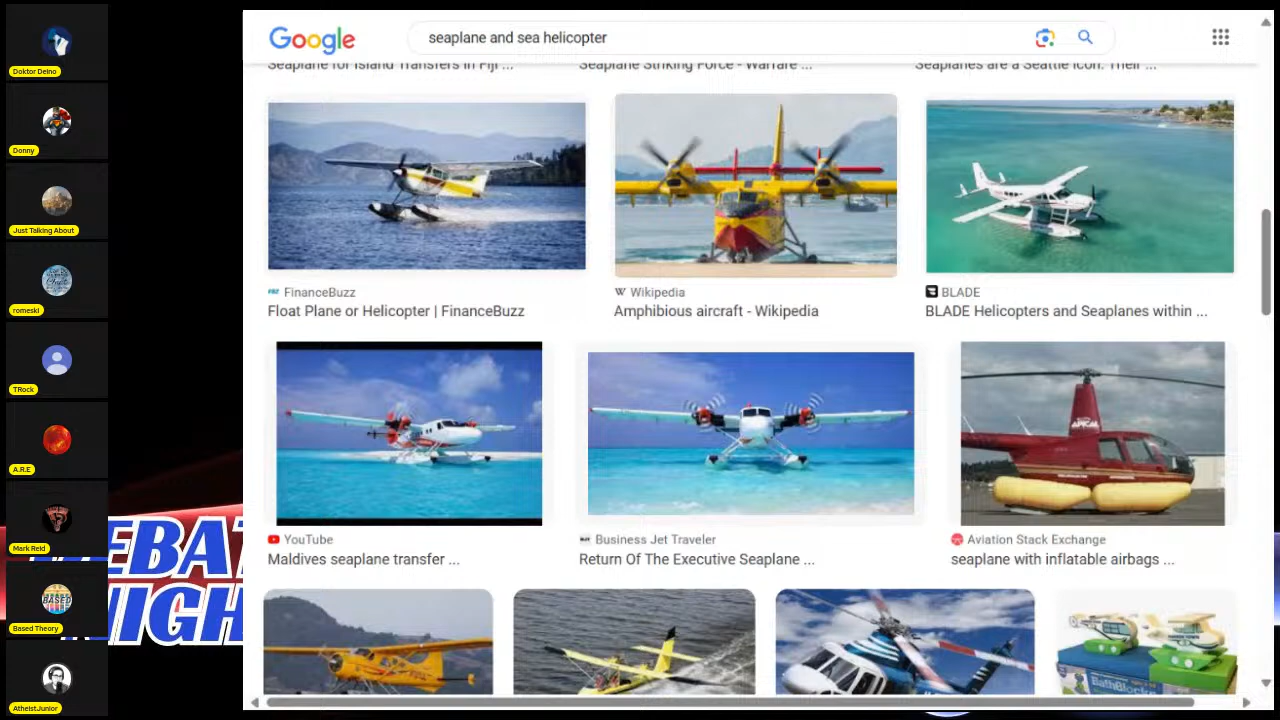 Google
seaplane and sea helicopter
Seaplane for Island Transfers in Fiji ...
Seaplane Striking Force - Warfare ...
Seaplanes are a Seattle Icon. Their ...
FinanceBuzz
Float Plane or Helicopter | FinanceBuzz
Wikipedia
Amphibious aircraft - Wikipedia
BLADE
BLADE Helicopters and Seaplanes within ...
YouTube
Maldives seaplane transfer ...
Business Jet Traveler
Return Of The Executive Seaplane ...
Aviation Stack Exchange
seaplane with inflatable airbags ...
Doktor Deino
Donny
Just Talking About
romeski
TRock
A.R.E
Mark Reid
Based Theory
AtheistJunior
EBAT
IGH
BathBlocks